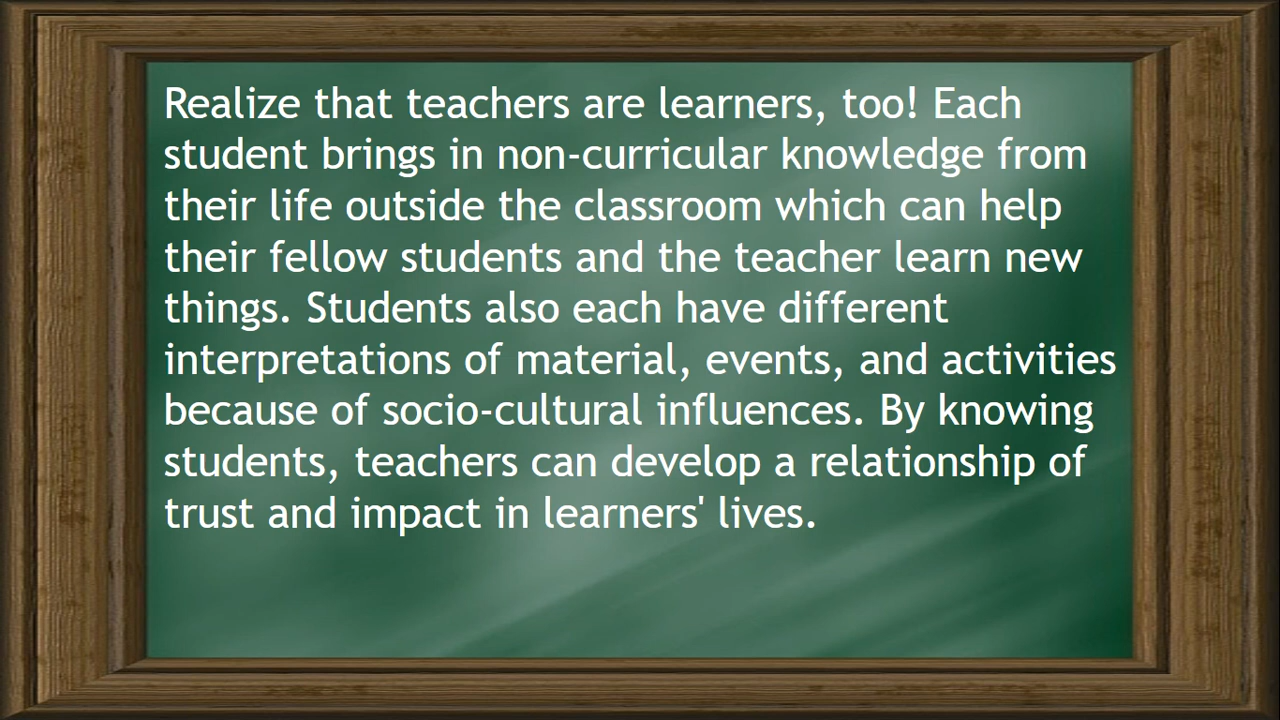 Realize that teachers are learners, too! Each
student brings in non-curricular knowledge from
their life outside the classroom which can help
their fellow students and the teacher learn new
things. Students also each have different
interpretations of material, events, and activities
because of socio-cultural influences. By knowing
students, teachers can develop a relationship of
trust and impact in learners' lives.